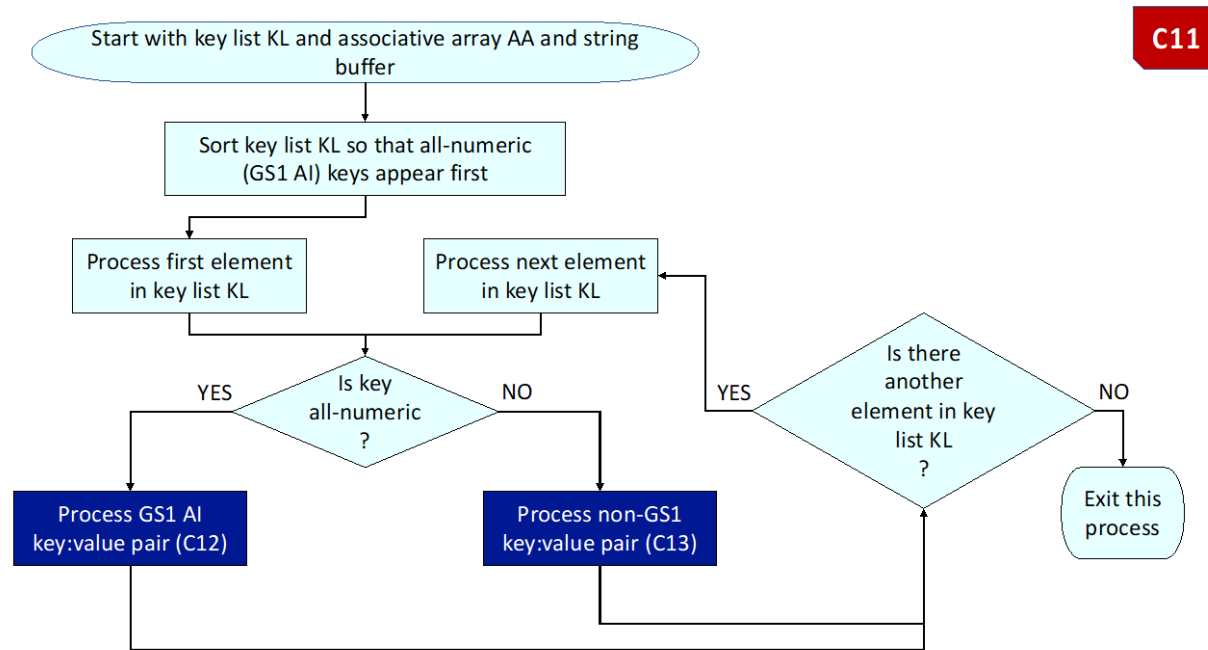 Start with key list KL and associative array AA and string
buffer
C11
Sort key list KL so that all-numeric
(GS1 AI) keys appear first
Process first element
in key list KL
Process next element
in key list KL
Is key
all-numeric
?
YES
NO
Is there
another
element in key
list KL
?
YES
NO
Process GS1 AI
key:value pair (C12)
Process non-GS1
key:value pair (C13)
Exit this
process